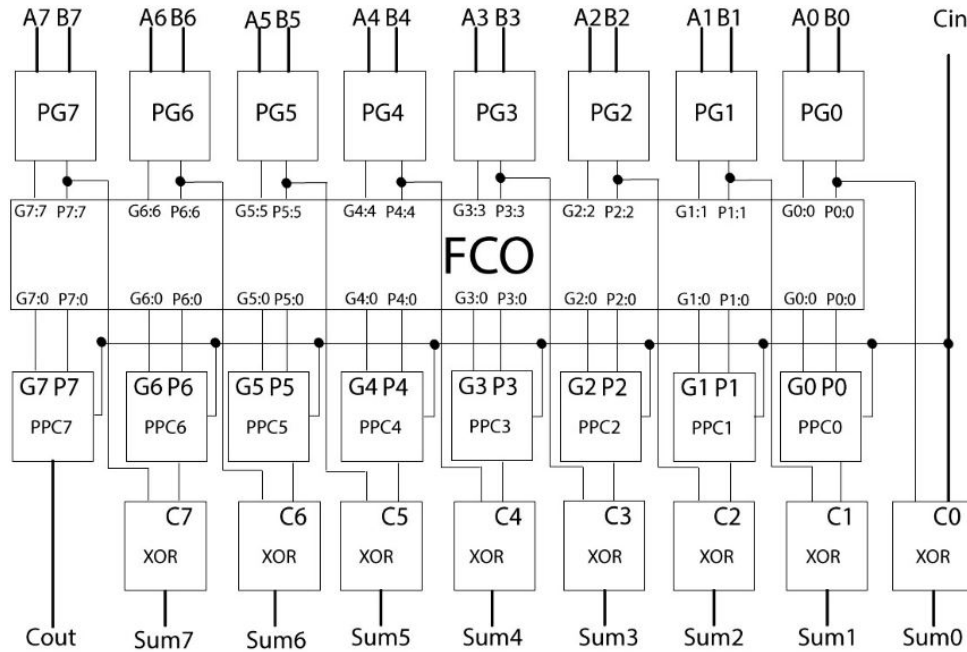 A7 B7 A6 B6 A5 B5 A4 B4 A3 B3 A2 B2 A1 B1 A0 B0 Cin
PG7 PG6 PG5 PG4 PG3 PG2 PG1 PG0
G7:7 P7:7 G6:6 P6:6 G5:5 P5:5 G4:4 P4:4 G3:3 P3:3 G2:2 P2:2 G1:1 P1:1 G0:0 P0:0
FCO
G7:0 P7:0 G6:0 P6:0 G5:0 P5:0 G4:0 P4:0 G3:0 P3:0 G2:0 P2:0 G1:0 P1:0 G0:0 P0:0
G7 P7 G6 P6 G5 P5 G4 P4 G3 P3 G2 P2 G1 P1 G0 P0
PPC7 PPC6 PPC5 PPC4 PPC3 PPC2 PPC1 PPC0
C7 C6 C5 C4 C3 C2 C1 C0
XOR XOR XOR XOR XOR XOR XOR XOR
Cout Sum7 Sum6 Sum5 Sum4 Sum3 Sum2 Sum1 Sum0